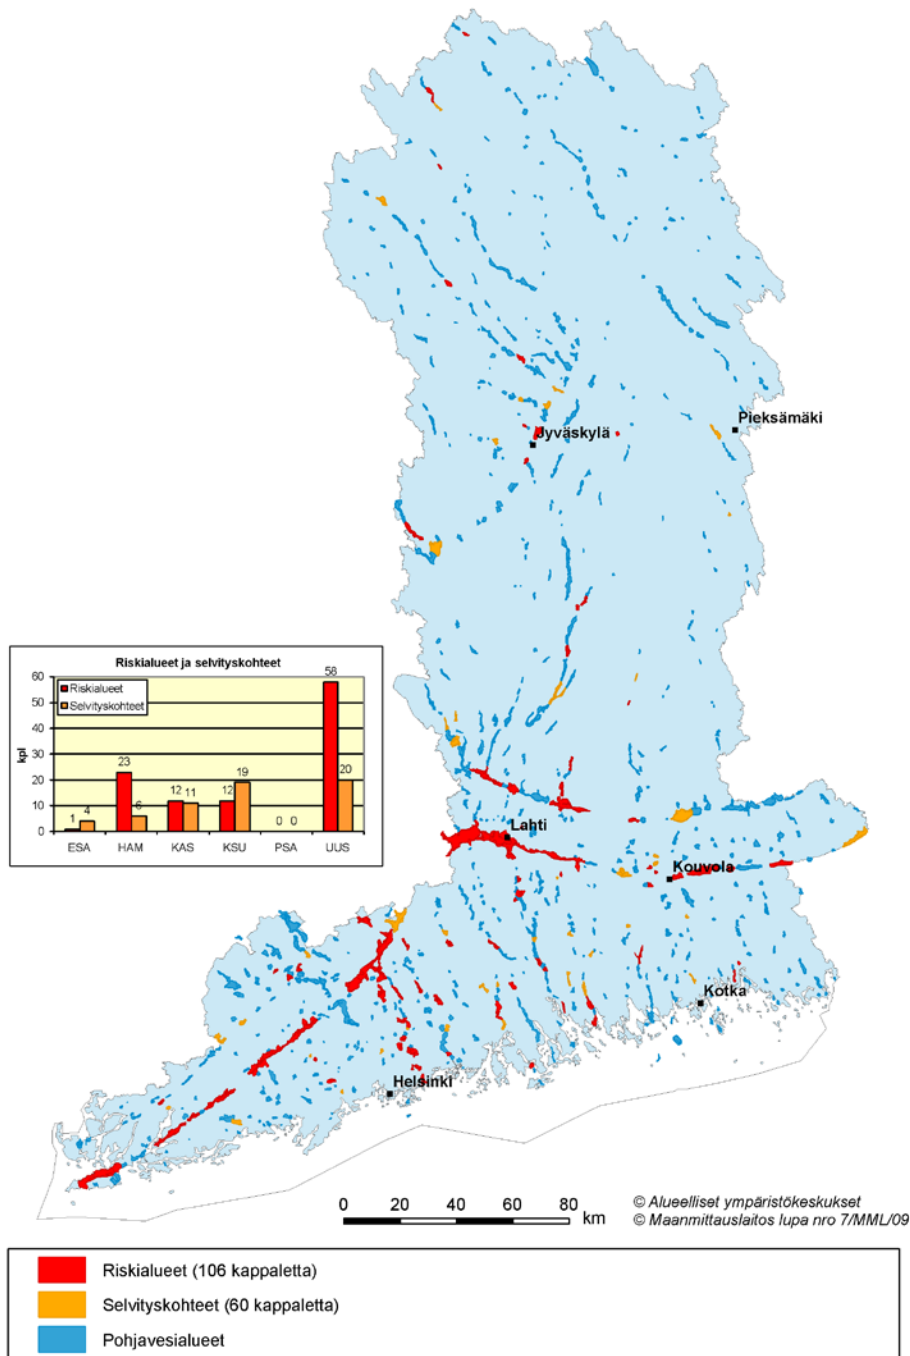 Pieksämäki
Jyväskylä
Riskialueet ja selvityskohteet
kpl
60
50
40
30
20
10
0
Riskialueet
Selvityskohteet
1
4
23
6
12
11
12
19
0
0
58
20
ESA
HAM
KAS
KSU
PSA
UUS
Lahti
Kouvola
Kotka
Helsinki
0 20 40 60 80
km
© Alueelliset ympäristökeskukset
© Maanmittauslaitos lupa nro 7/MML/09
Riskialueet (106 kappaletta)
Selvityskohteet (60 kappaletta)
Pohjavesialueet